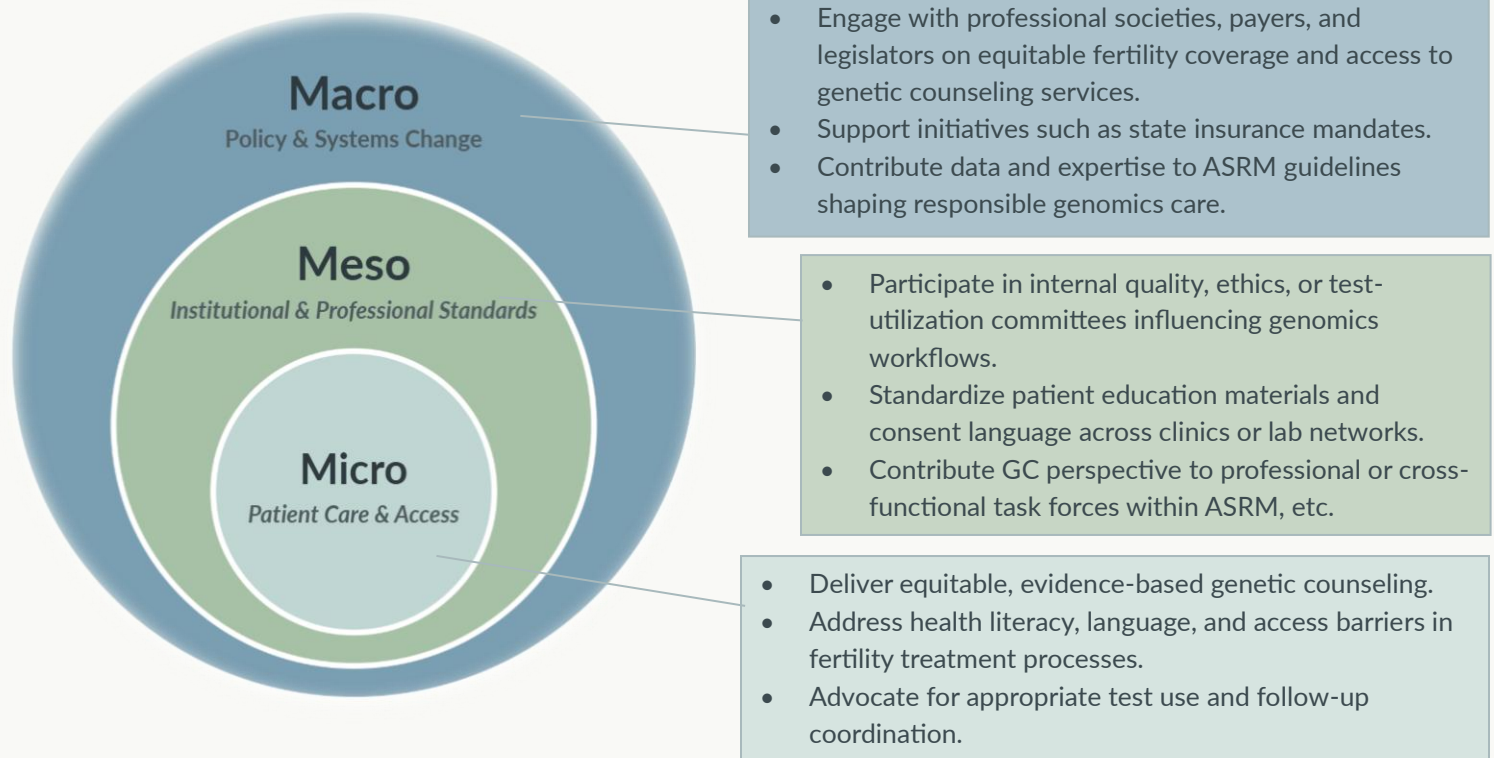 Macro
Policy & Systems Change
Meso
Institutional & Professional Standards
Micro
Patient Care & Access
• Engage with professional societies, payers, and
legislators on equitable fertility coverage and access to
genetic counseling services.
• Support initiatives such as state insurance mandates.
• Contribute data and expertise to ASRM guidelines
shaping responsible genomics care.
• Participate in internal quality, ethics, or test-
utilization committees influencing genomics
workflows.
• Standardize patient education materials and
consent language across clinics or lab networks.
• Contribute GC perspective to professional or cross-
functional task forces within ASRM, etc.
• Deliver equitable, evidence-based genetic counseling.
• Address health literacy, language, and access barriers in
fertility treatment processes.
• Advocate for appropriate test use and follow-up
coordination.